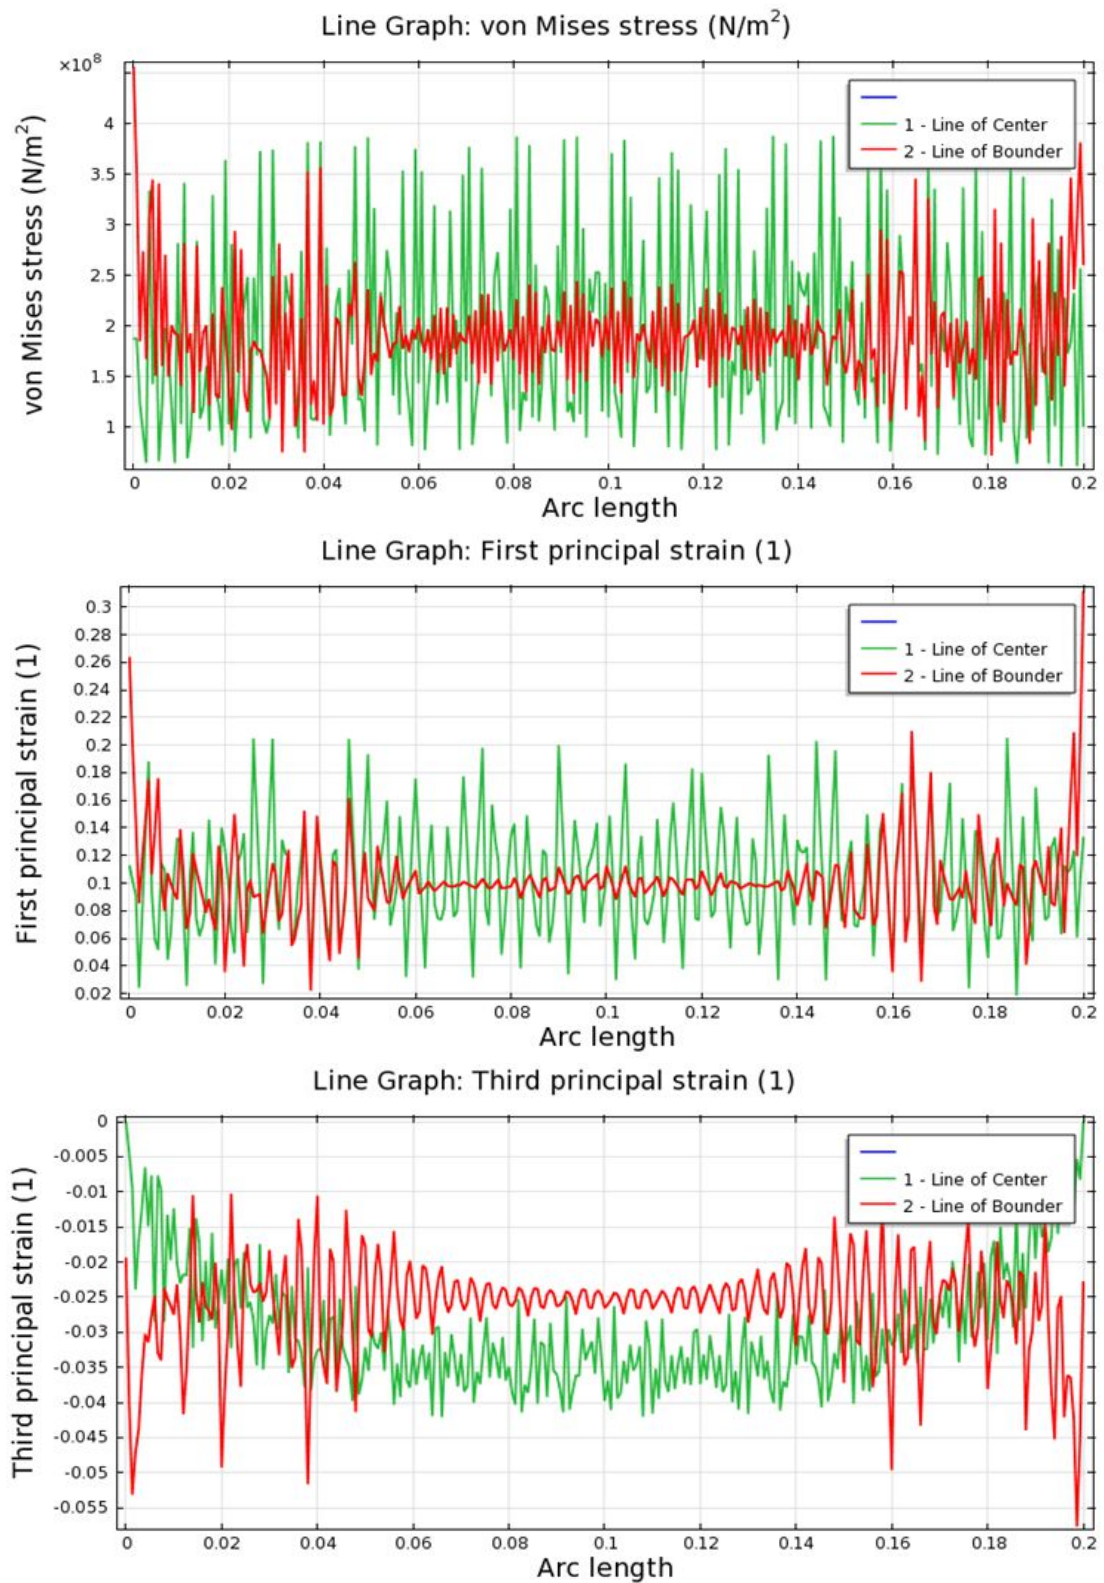 Line Graph: von Mises stress (N/m²)
×10⁸
von Mises stress (N/m²)
4
3.5
3
2.5
2
1.5
1
1 - Line of Center
2 - Line of Bounder
0 0.02 0.04 0.06 0.08 0.1 0.12 0.14 0.16 0.18 0.2
Arc length
Line Graph: First principal strain (1)
First principal strain (1)
0.3
0.28
0.26
0.24
0.22
0.2
0.18
0.16
0.14
0.12
0.1
0.08
0.06
0.04
0.02
1 - Line of Center
2 - Line of Bounder
0 0.02 0.04 0.06 0.08 0.1 0.12 0.14 0.16 0.18 0.2
Arc length
Line Graph: Third principal strain (1)
Third principal strain (1)
0
-0.005
-0.01
-0.015
-0.02
-0.025
-0.03
-0.035
-0.04
-0.045
-0.05
-0.055
1 - Line of Center
2 - Line of Bounder
0 0.02 0.04 0.06 0.08 0.1 0.12 0.14 0.16 0.18 0.2
Arc length